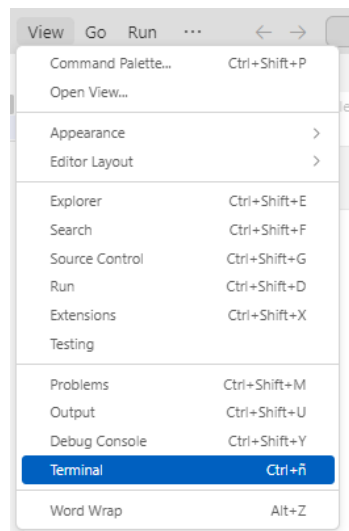 View Go Run ... ← →
Command Palette... Ctrl+Shift+P
Open View...
Appearance >
Editor Layout >
Explorer Ctrl+Shift+E
Search Ctrl+Shift+F
Source Control Ctrl+Shift+G
Run Ctrl+Shift+D
Extensions Ctrl+Shift+X
Testing
Problems Ctrl+Shift+M
Output Ctrl+Shift+U
Debug Console Ctrl+Shift+Y
Terminal Ctrl+ñ
Word Wrap Alt+Z